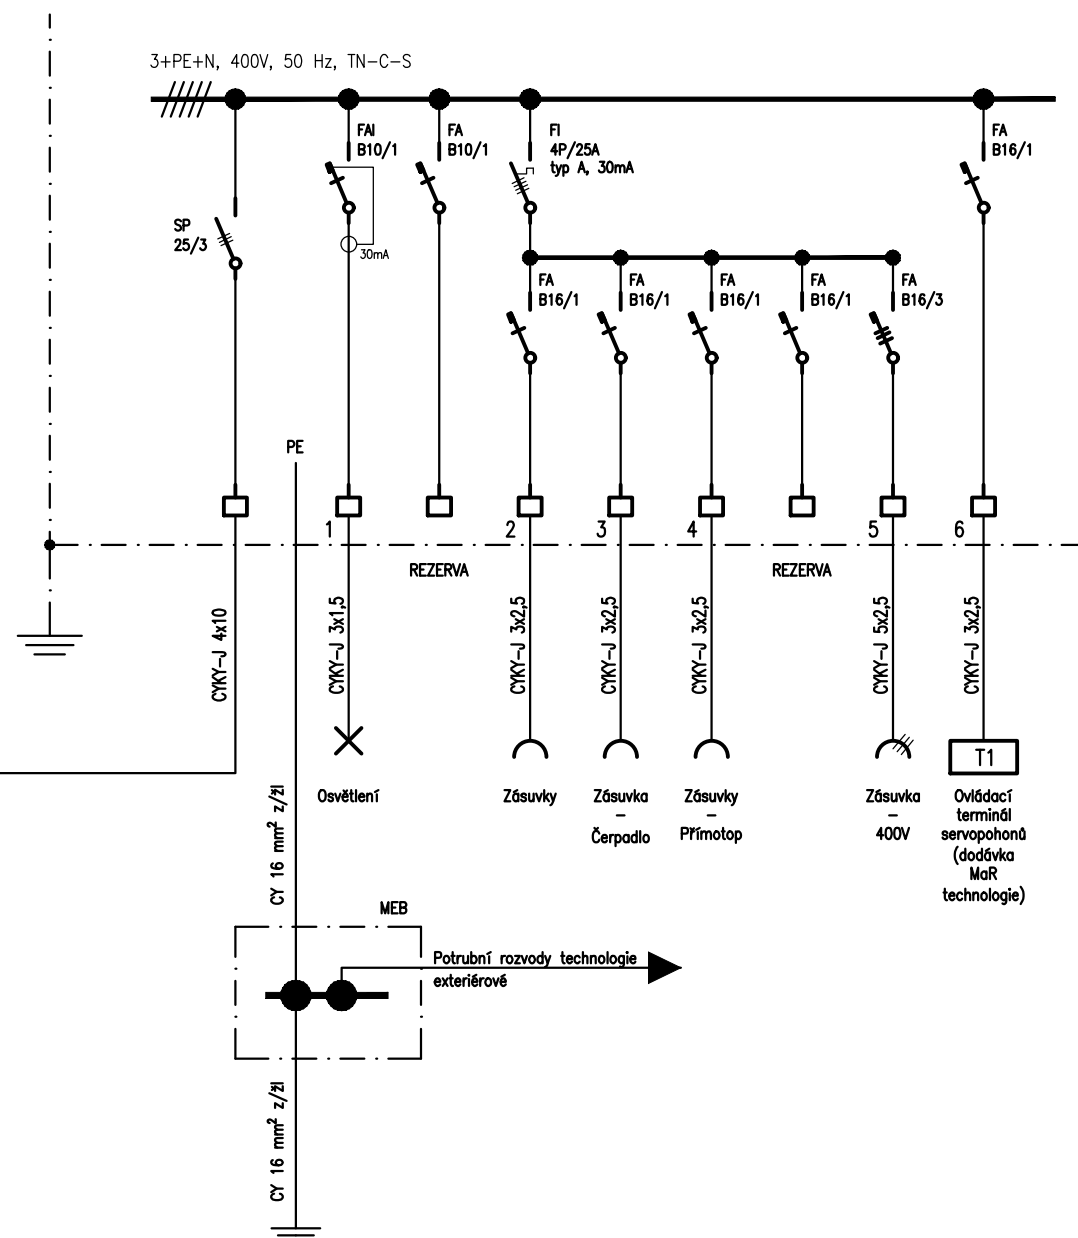 3+PE+N, 400V, 50 Hz, TN-C-S
FAI
B10/1
FA
B10/1
FI
4P/25A
typ A, 30mA
FA
B16/1
SP
25/3
30mA
FA
B16/1
FA
B16/1
FA
B16/1
FA
B16/1
FA
B16/3
PE
1
2
3
4
5
6
REZERVA
REZERVA
CYKY-J 4x10
CYKY-J 3x1,5
CYKY-J 3x2,5
CYKY-J 3x2,5
CYKY-J 3x2,5
CYKY-J 5x2,5
CYKY-J 3x2,5
T1
Osvětlení
Zásuvky
Zásuvka
–
Čerpadlo
Zásuvky
–
Přímotop
Zásuvka
–
400V
Ovládací
terminál
servopohonů
(dodávka
MaR
technologie)
CY 16 mm² z/žl
MEB
Potrubní rozvody technologie
exteriérové
CY 16 mm² z/žl